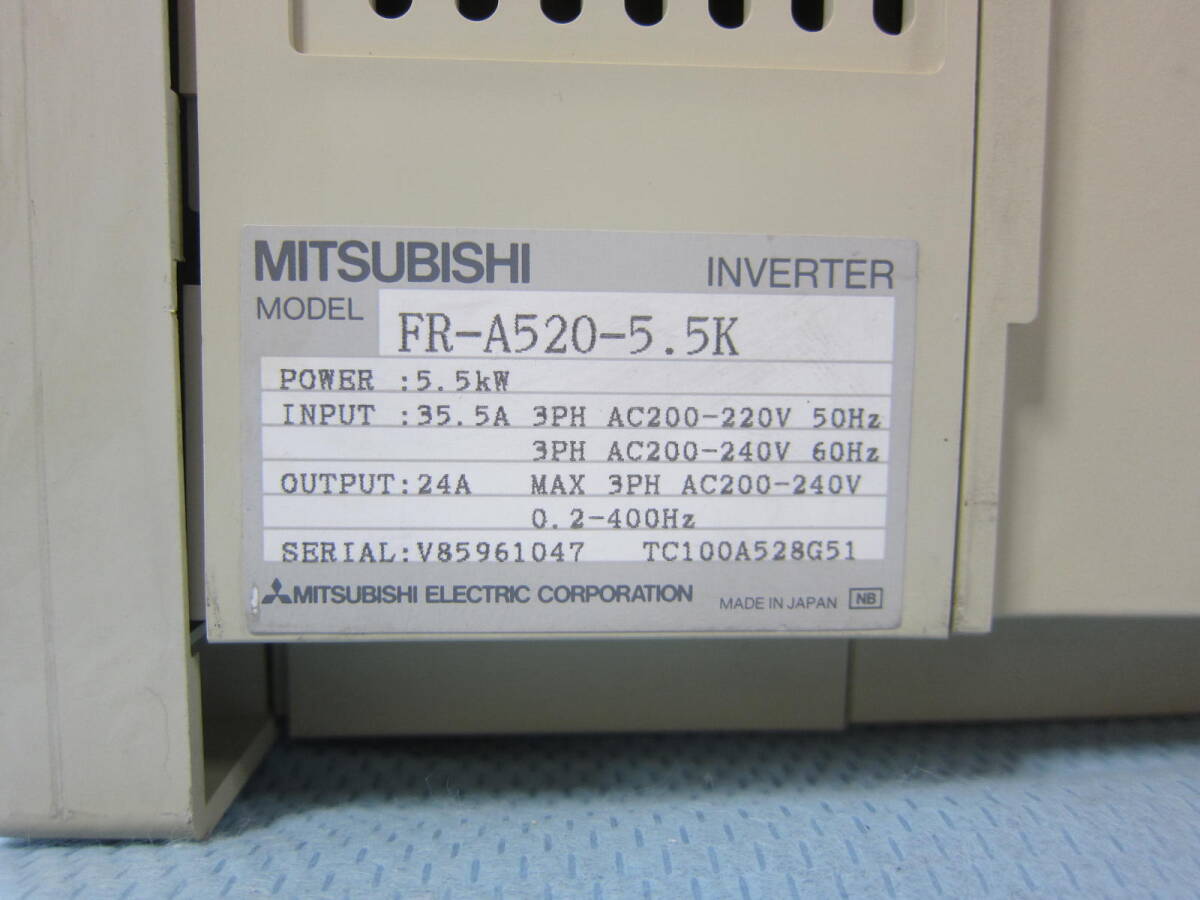 MITSUBISHI INVERTER
MODEL FR-A520-5.5K
POWER :5.5kW
INPUT :35.5A 3PH AC200-220V 50Hz
3PH AC200-240V 60Hz
OUTPUT:24A MAX 3PH AC200-240V
0.2-400Hz
SERIAL:V85961047 TC100A528G51
MITSUBISHI ELECTRIC CORPORATION MADE IN JAPAN NB